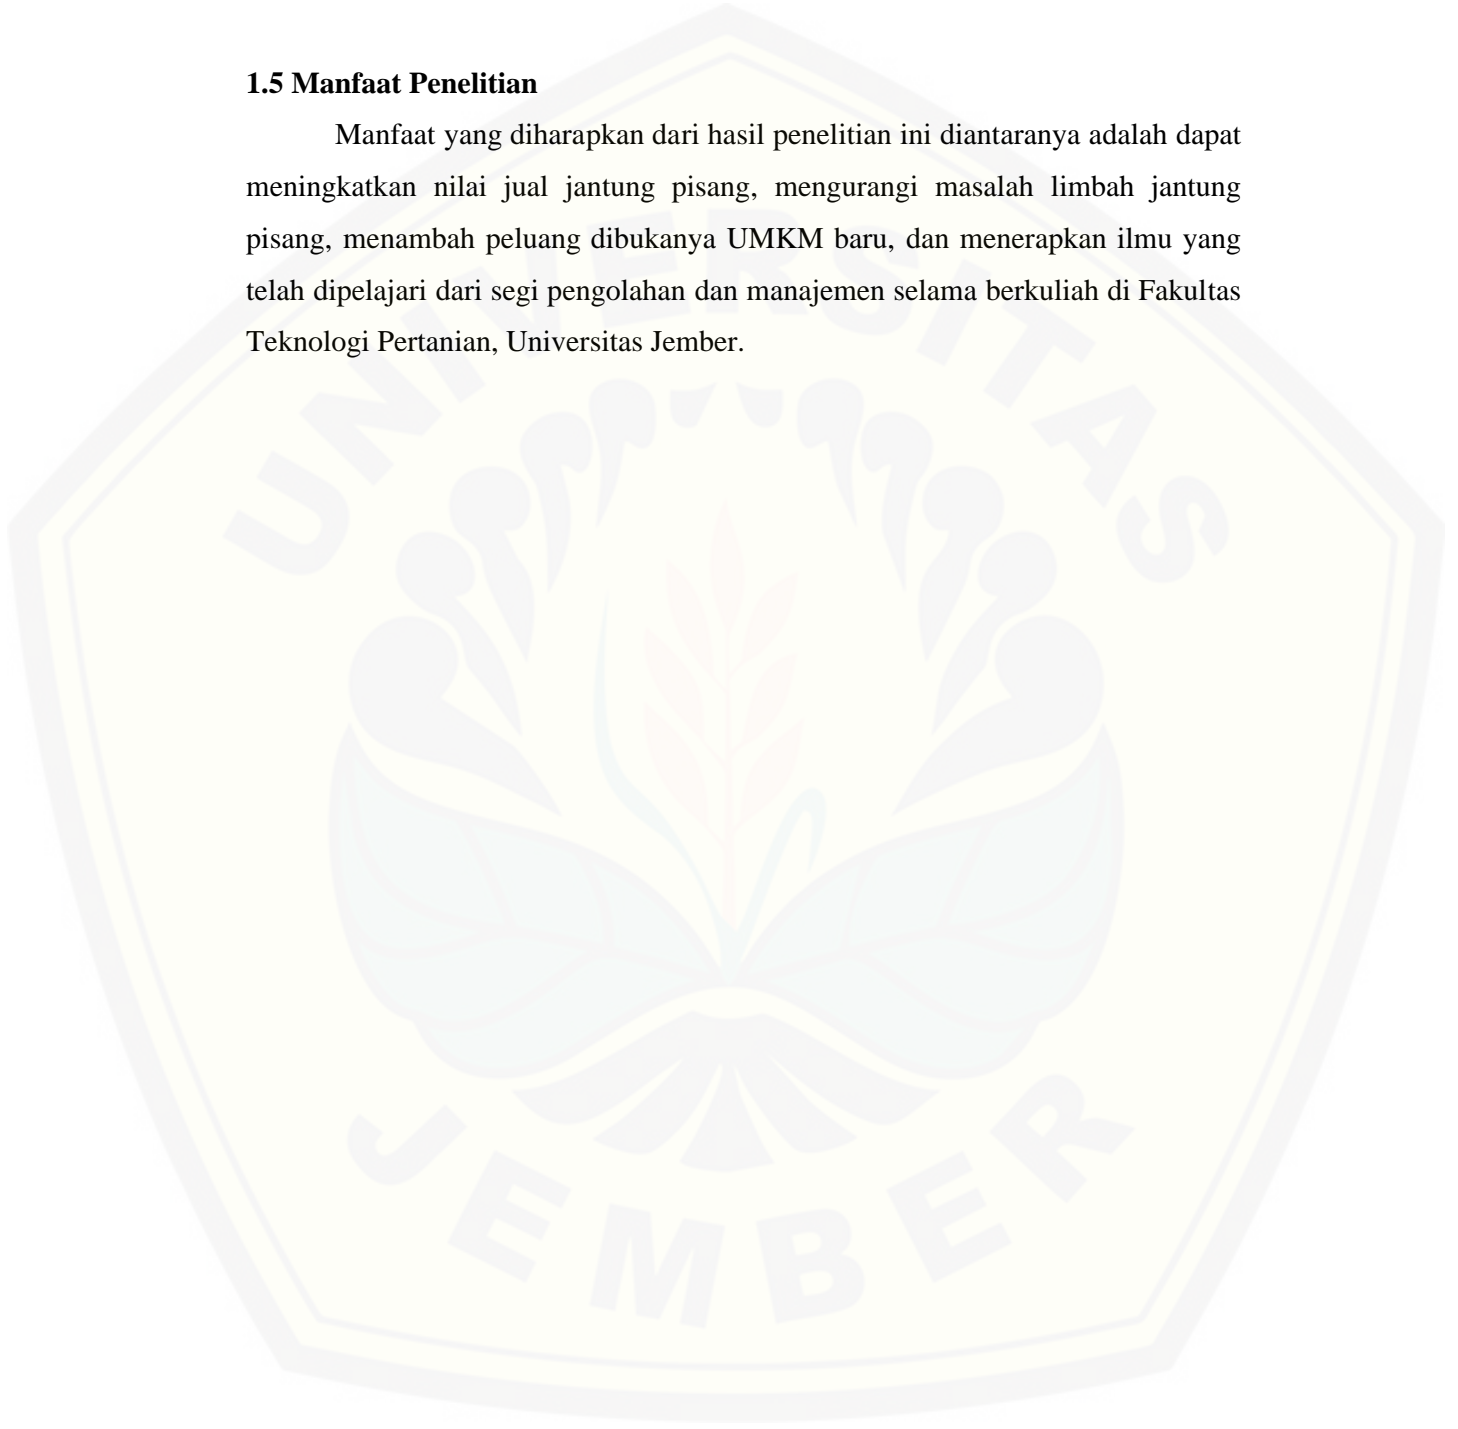 1.5 Manfaat Penelitian
Manfaat yang diharapkan dari hasil penelitian ini diantaranya adalah dapat
meningkatkan nilai jual jantung pisang, mengurangi masalah limbah jantung
pisang, menambah peluang dibukanya UMKM baru, dan menerapkan ilmu yang
telah dipelajari dari segi pengolahan dan manajemen selama berkuliah di Fakultas
Teknologi Pertanian, Universitas Jember.
UNIVERSITAS
JEMBER